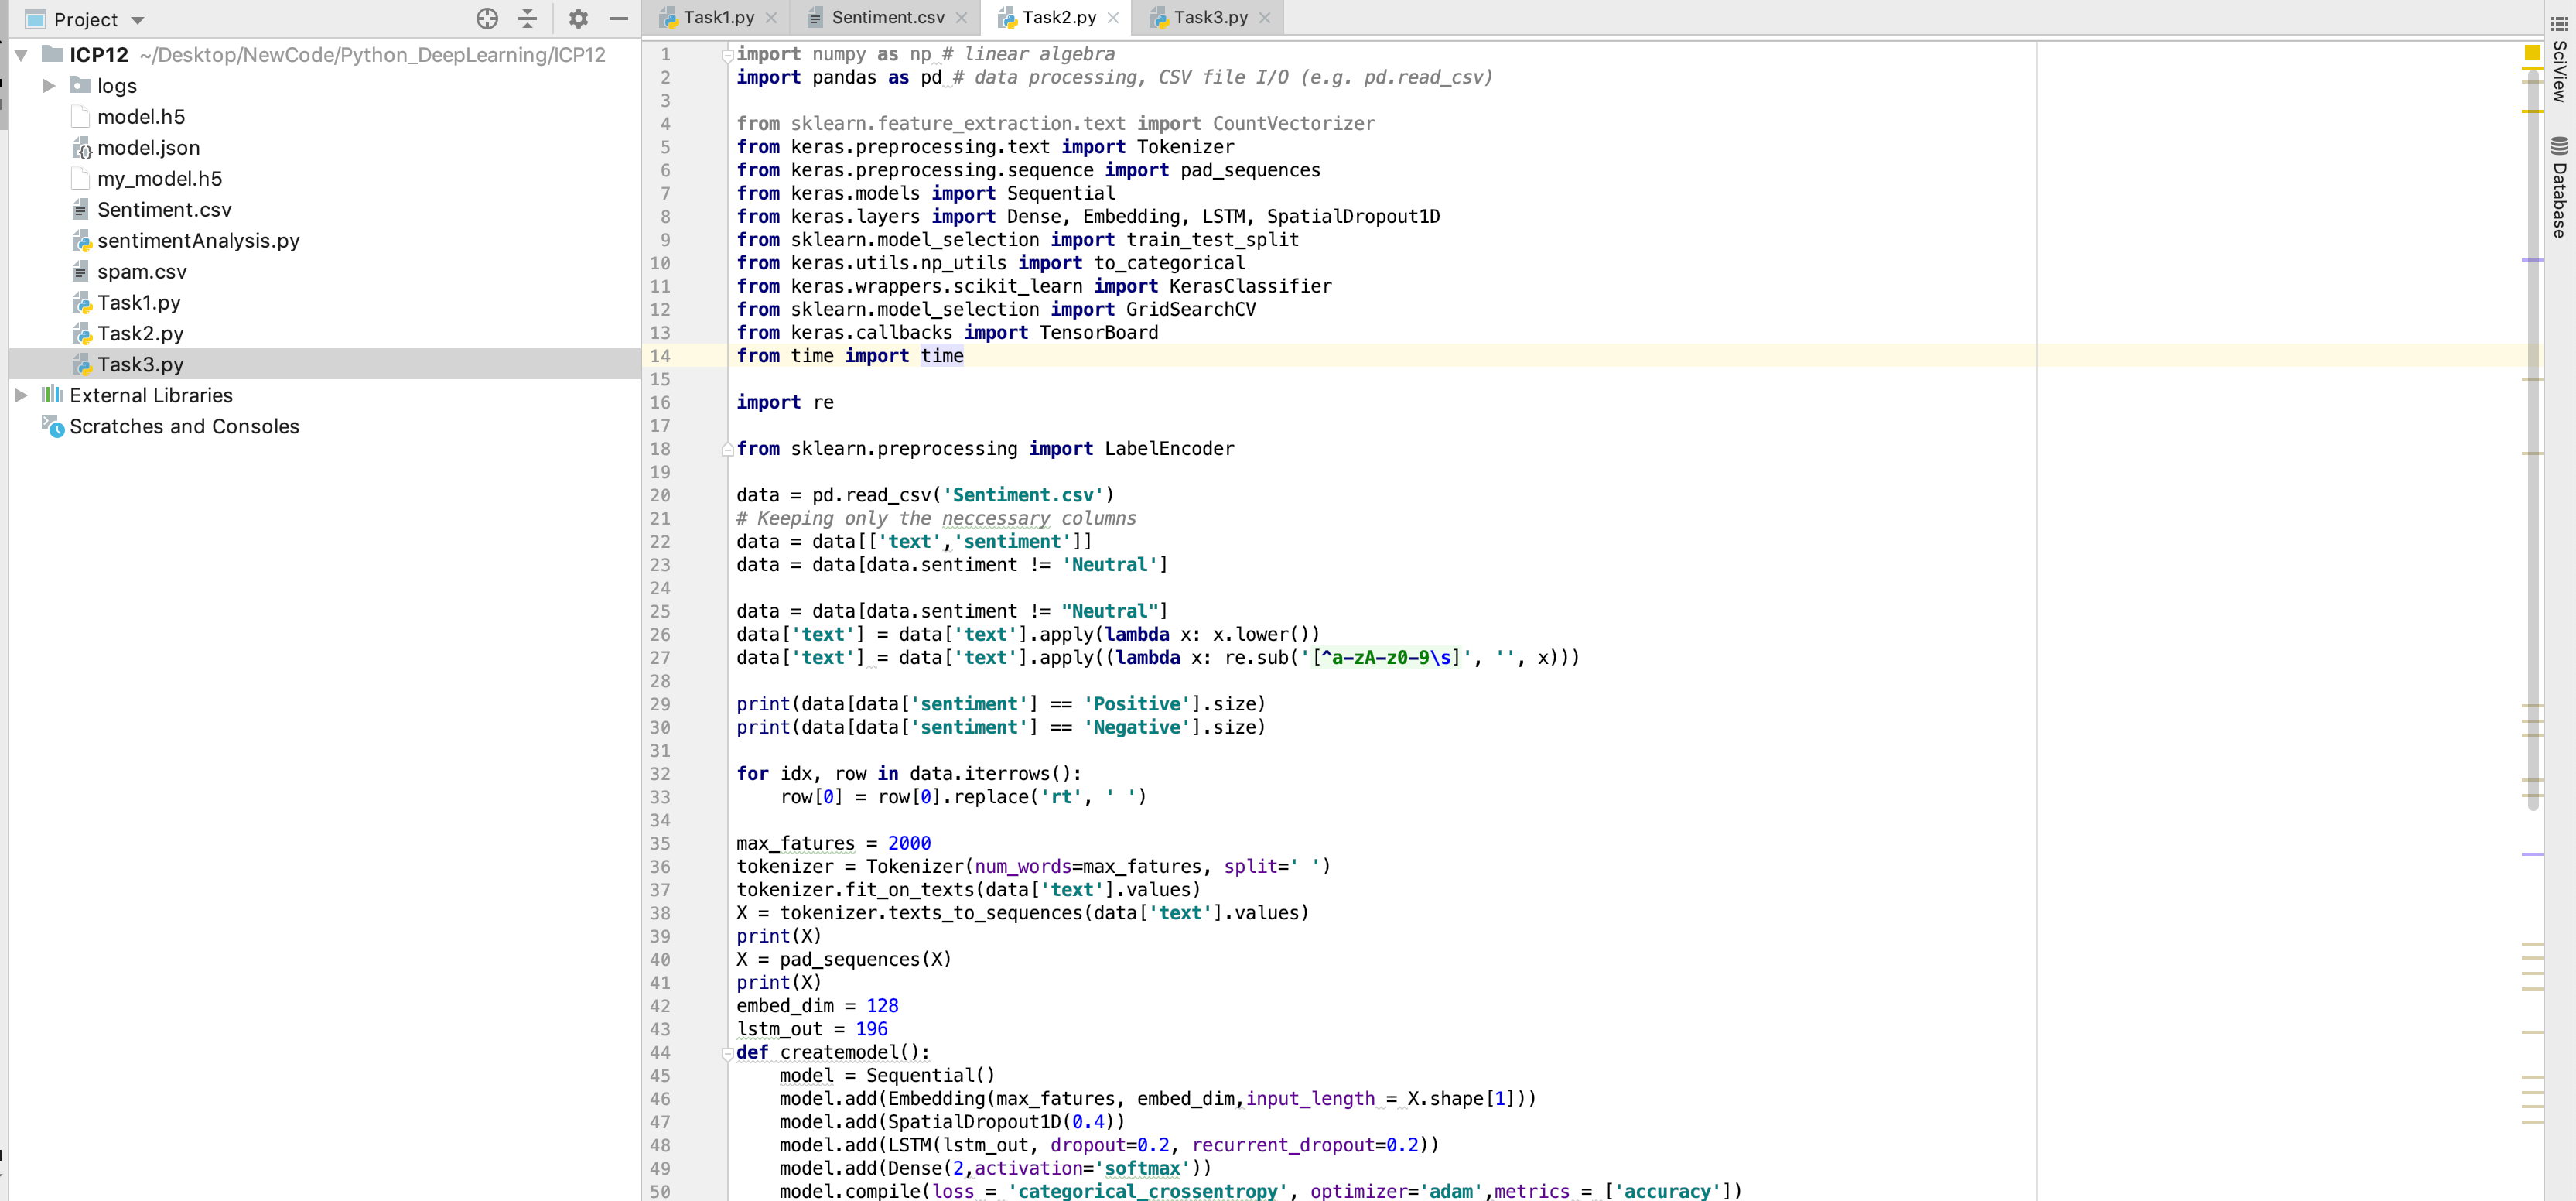 Project
ICP12 ~/Desktop/NewCode/Python_DeepLearning/ICP12
logs
model.h5
model.json
my_model.h5
Sentiment.csv
sentimentAnalysis.py
spam.csv
Task1.py
Task2.py
Task3.py
External Libraries
Scratches and Consoles
Task1.py Sentiment.csv Task2.py Task3.py
1 import numpy as np # linear algebra
2 import pandas as pd # data processing, CSV file I/O (e.g. pd.read_csv)
3
4 from sklearn.feature_extraction.text import CountVectorizer
5 from keras.preprocessing.text import Tokenizer
6 from keras.preprocessing.sequence import pad_sequences
7 from keras.models import Sequential
8 from keras.layers import Dense, Embedding, LSTM, SpatialDropout1D
9 from sklearn.model_selection import train_test_split
10 from keras.utils.np_utils import to_categorical
11 from keras.wrappers.scikit_learn import KerasClassifier
12 from sklearn.model_selection import GridSearchCV
13 from keras.callbacks import TensorBoard
14 from time import time
15
16 import re
17
18 from sklearn.preprocessing import LabelEncoder
19
20 data = pd.read_csv('Sentiment.csv')
21 # Keeping only the neccessary columns
22 data = data[['text','sentiment']]
23 data = data[data.sentiment != 'Neutral']
24
25 data = data[data.sentiment != "Neutral"]
26 data['text'] = data['text'].apply(lambda x: x.lower())
27 data['text'] = data['text'].apply((lambda x: re.sub('[^a-zA-z0-9\s]', '', x)))
28
29 print(data[data['sentiment'] == 'Positive'].size)
30 print(data[data['sentiment'] == 'Negative'].size)
31
32 for idx, row in data.iterrows():
33     row[0] = row[0].replace('rt', ' ')
34
35 max_fatures = 2000
36 tokenizer = Tokenizer(num_words=max_fatures, split=' ')
37 tokenizer.fit_on_texts(data['text'].values)
38 X = tokenizer.texts_to_sequences(data['text'].values)
39 print(X)
40 X = pad_sequences(X)
41 print(X)
42 embed_dim = 128
43 lstm_out = 196
44 def createmodel():
45     model = Sequential()
46     model.add(Embedding(max_fatures, embed_dim,input_length = X.shape[1]))
47     model.add(SpatialDropout1D(0.4))
48     model.add(LSTM(lstm_out, dropout=0.2, recurrent_dropout=0.2))
49     model.add(Dense(2,activation='softmax'))
50     model.compile(loss = 'categorical_crossentropy', optimizer='adam',metrics = ['accuracy'])
SciView
Database